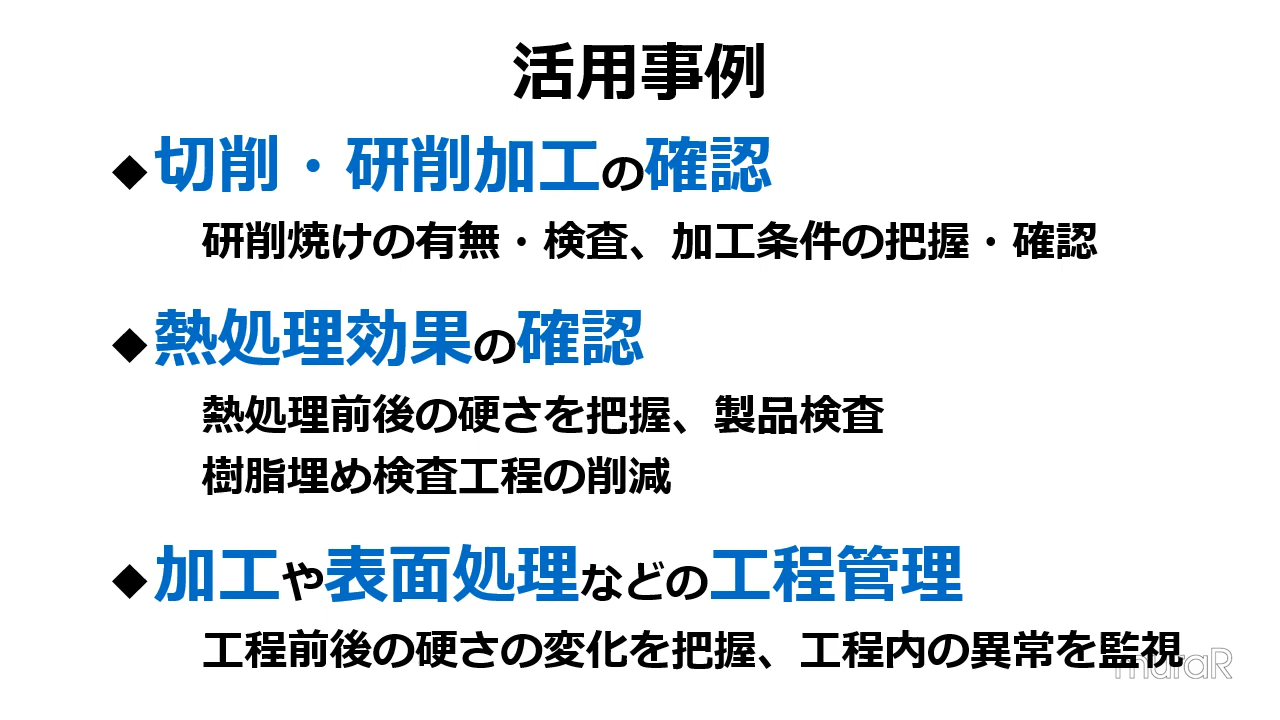 活用事例
◆切削・研削加工の確認
研削焼けの有無・検査、加工条件の把握・確認
◆熱処理効果の確認
熱処理前後の硬さを把握、製品検査
樹脂埋め検査工程の削減
◆加工や表面処理などの工程管理
工程前後の硬さの変化を把握、工程内の異常を監視
muraR